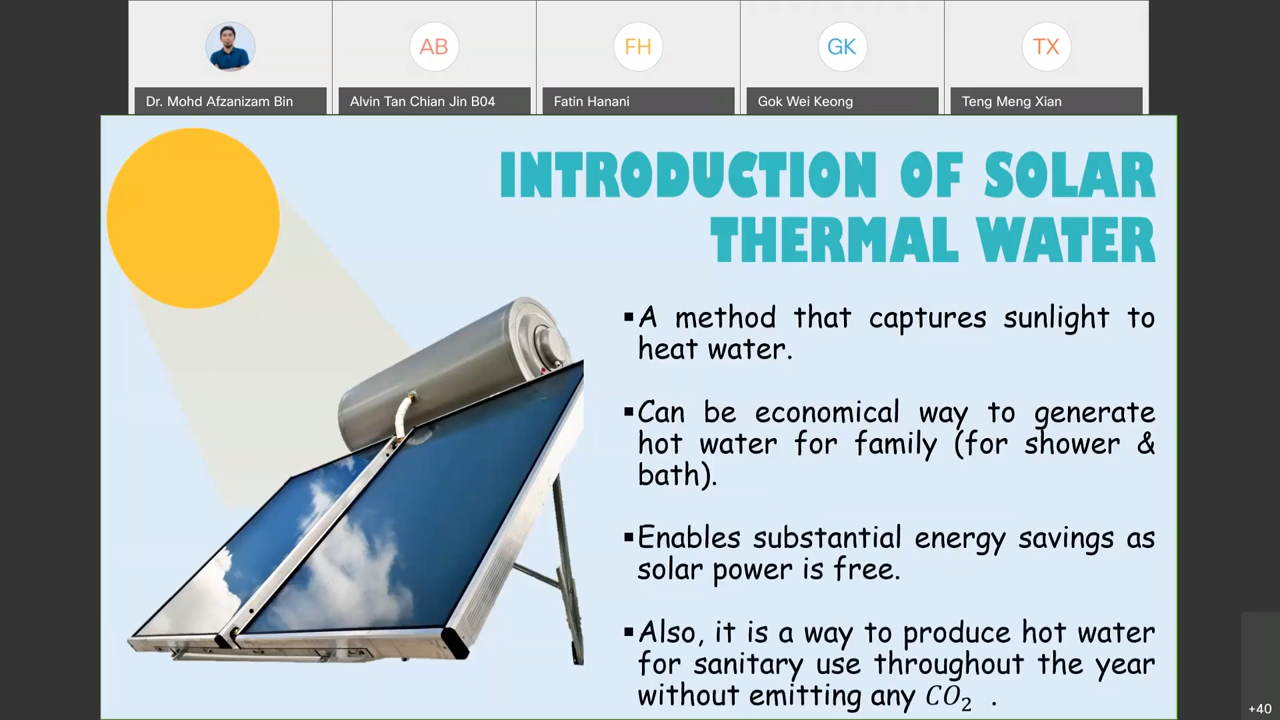 AB
FH
GK
TX
Dr. Mohd Afzanizam Bin
Alvin Tan Chian Jin B04
Fatin Hanani
Gok Wei Keong
Teng Meng Xian
INTRODUCTION OF SOLAR
THERMAL WATER
▪A method that captures sunlight to
heat water.
▪Can be economical way to generate
hot water for family (for shower &
bath).
▪Enables substantial energy savings as
solar power is free.
▪Also, it is a way to produce hot water
for sanitary use throughout the year
without emitting any CO₂ .
+40